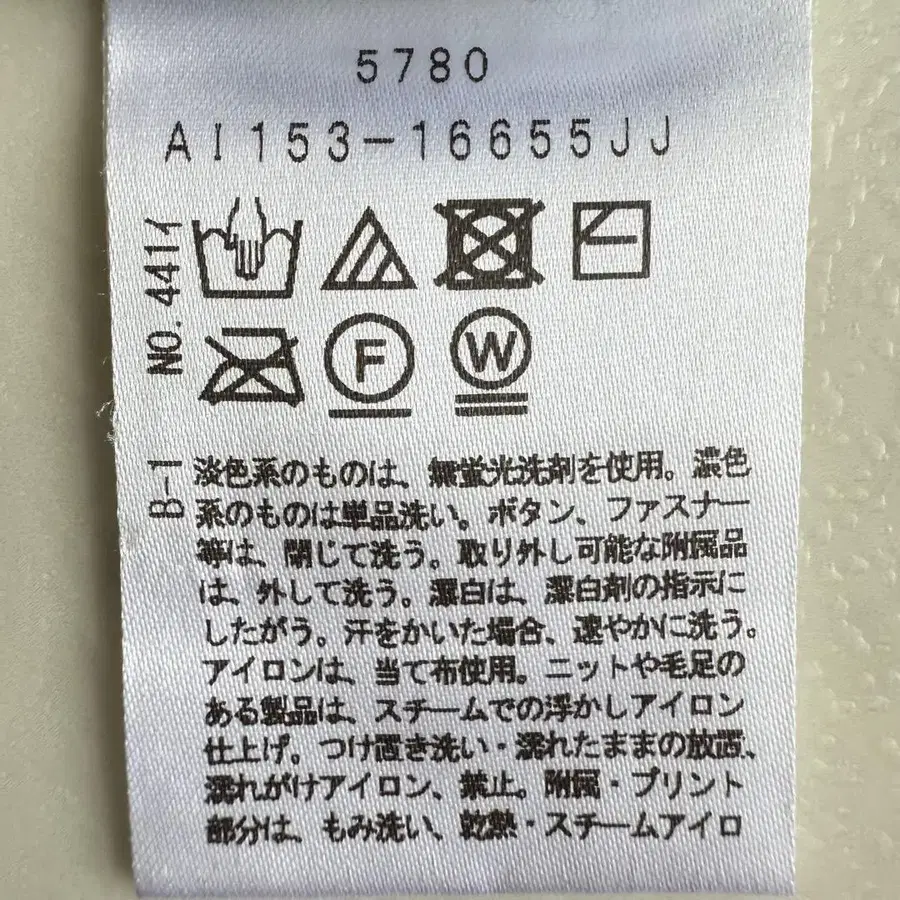 5780
AI153-16655JJ
NO. 441イ
F
W
B-1
淡色系のものは、無蛍光洗剤を使用。濃色
系のものは単品洗い。ボタン、ファスナー
等は、閉じて洗う。取り外し可能な附属品
は、外して洗う。漂白は、漂白剤の指示に
したがう。汗をかいた場合、速やかに洗う。
アイロンは、当て布使用。ニットや毛足の
ある製品は、スチームでの浮かしアイロン
仕上げ。つけ置き洗い・濡れたままの放置、
濡れがけアイロン、禁止。附属・プリント
部分は、もみ洗い、乾熱・スチームアイロ